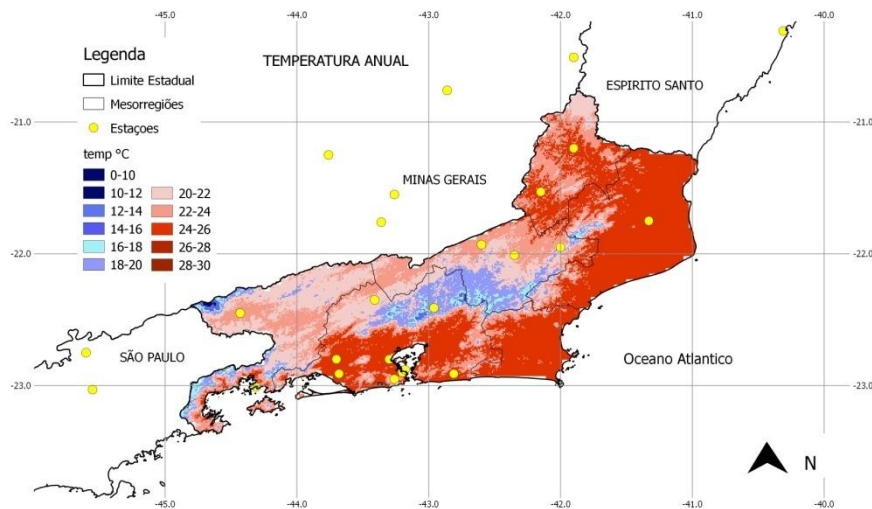 -45.0 -44.0 -43.0 -42.0 -41.0 -40.0
Legenda
TEMPERATURA ANUAL
Limite Estadual
ESPIRITO SANTO
Mesorregiões
Estaçoes
-21.0 -21.0
temp °C
0-10
10-12 20-22
12-14 22-24
14-16 24-26
16-18 26-28
18-20 28-30
MINAS GERAIS
-22.0 -22.0
SÃO PAULO
Oceano Atlantico
-23.0 -23.0
N
-45.0 -44.0 -43.0 -42.0 -41.0 -40.0